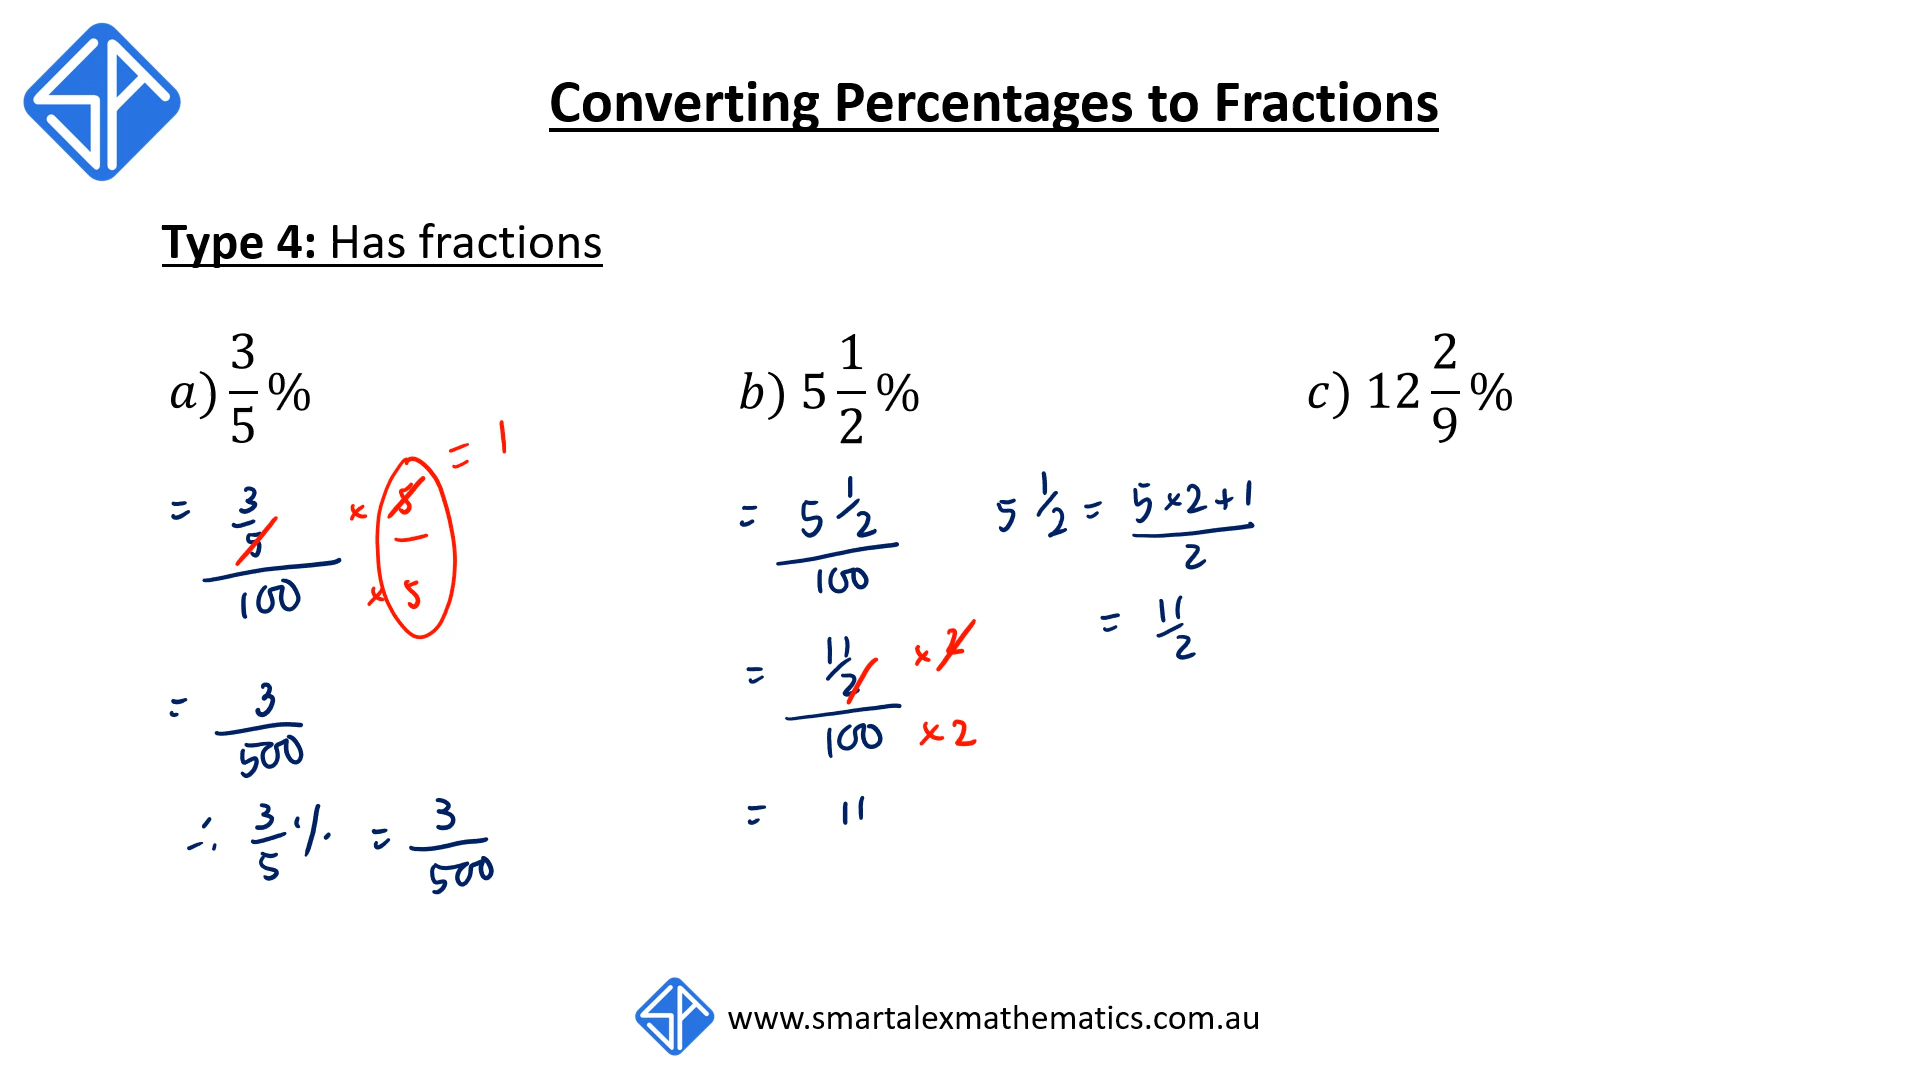 Converting Percentages to Fractions
Type 4: Has fractions
a) 3/5 %
= 3/5 / 100 × 5 / × 5 = 1
= 3/500
∴ 3/5 % = 3/500
b) 5 1/2 %
= 5 1/2 / 100
5 1/2 = 5 × 2 + 1 / 2
= 11/2
= 11/2 / 100 × 2 × 2
= 11
c) 12 2/9 %
www.smartalexmathematics.com.au